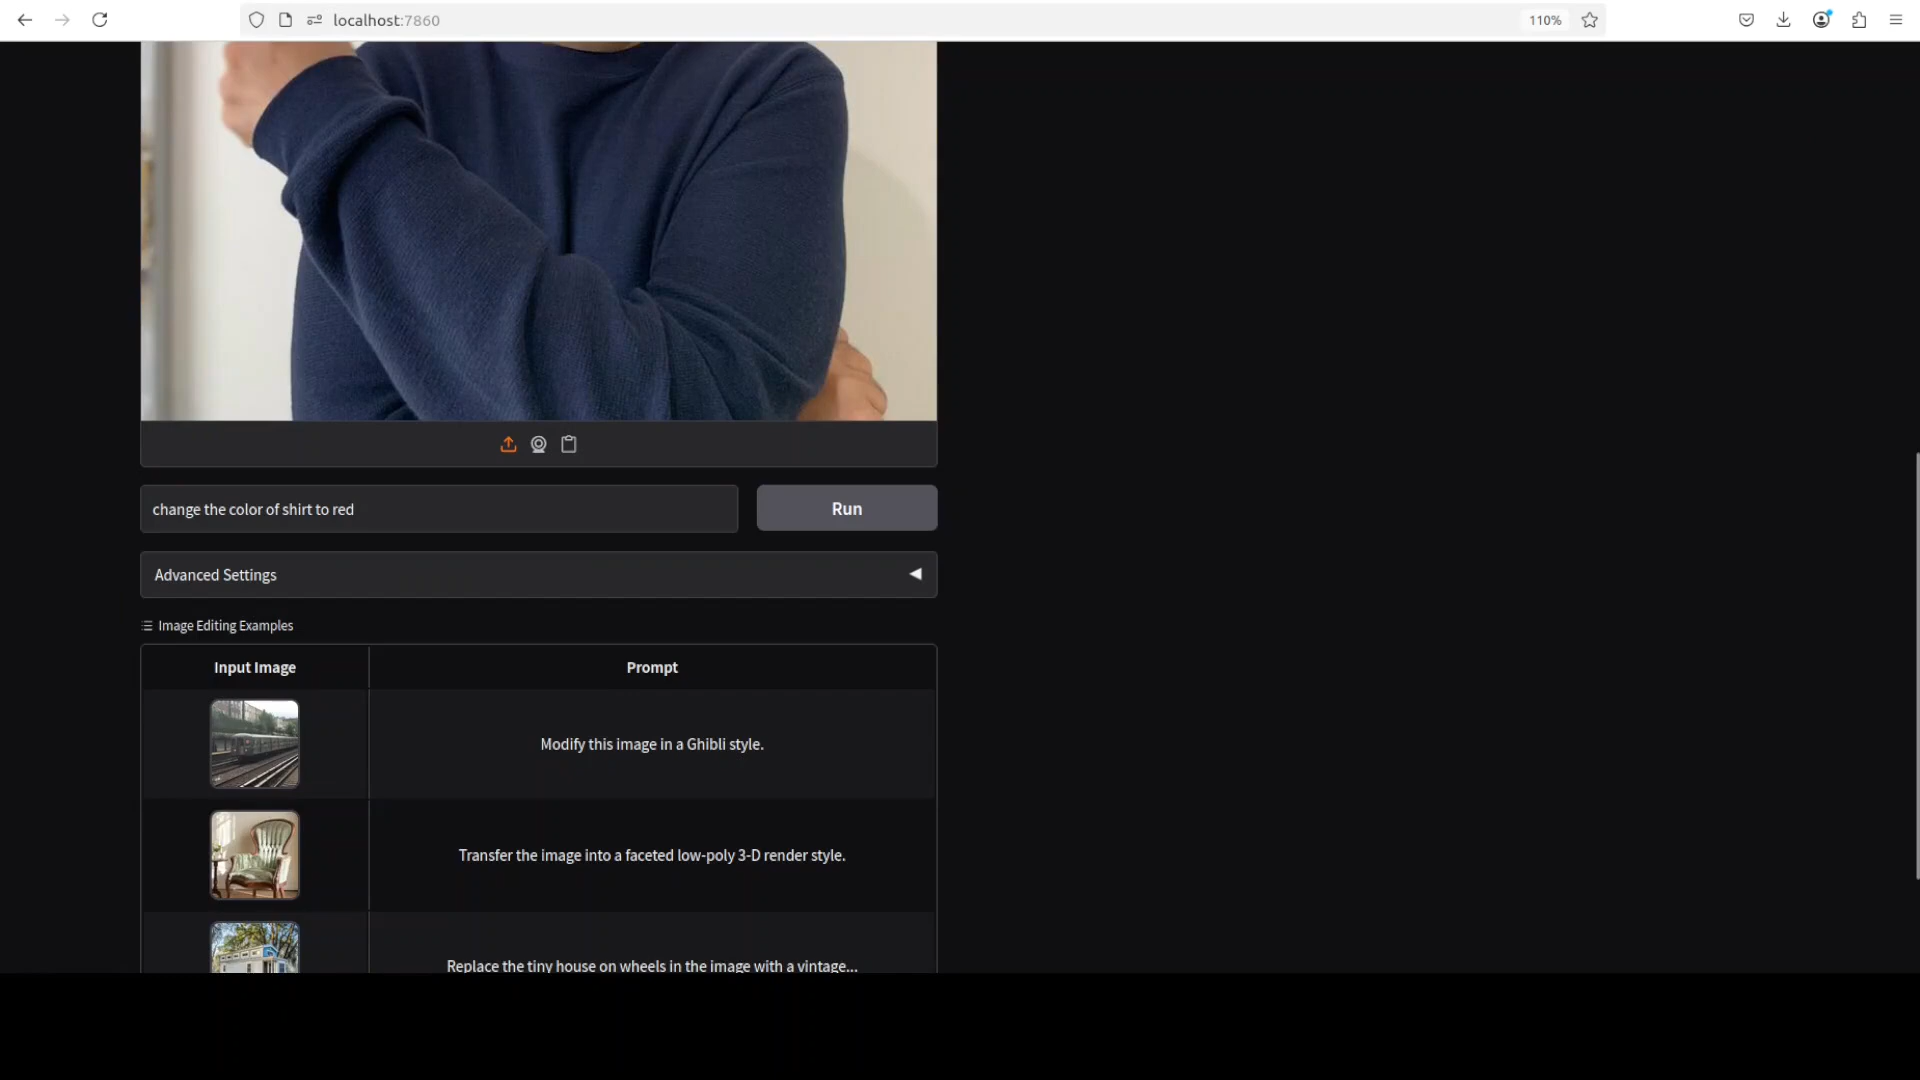 localhost:7860
110%
change the color of shirt to red
Run
Advanced Settings
Image Editing Examples
Input Image
Prompt
Modify this image in a Ghibli style.
Transfer the image into a faceted low-poly 3-D render style.
Replace the tiny house on wheels in the image with a vintage...